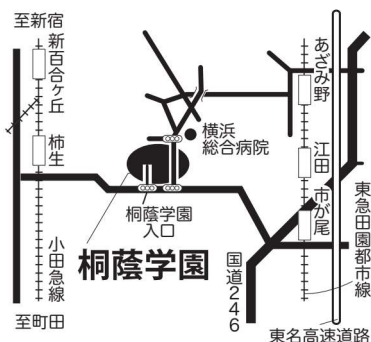 至新宿
新百合ヶ丘
柿生
小田急線
至町田
横浜
総合病院
桐蔭学園
入口
桐蔭学園
国道246
あざみ野
江田
市が尾
東急田園都市線
東名高速道路